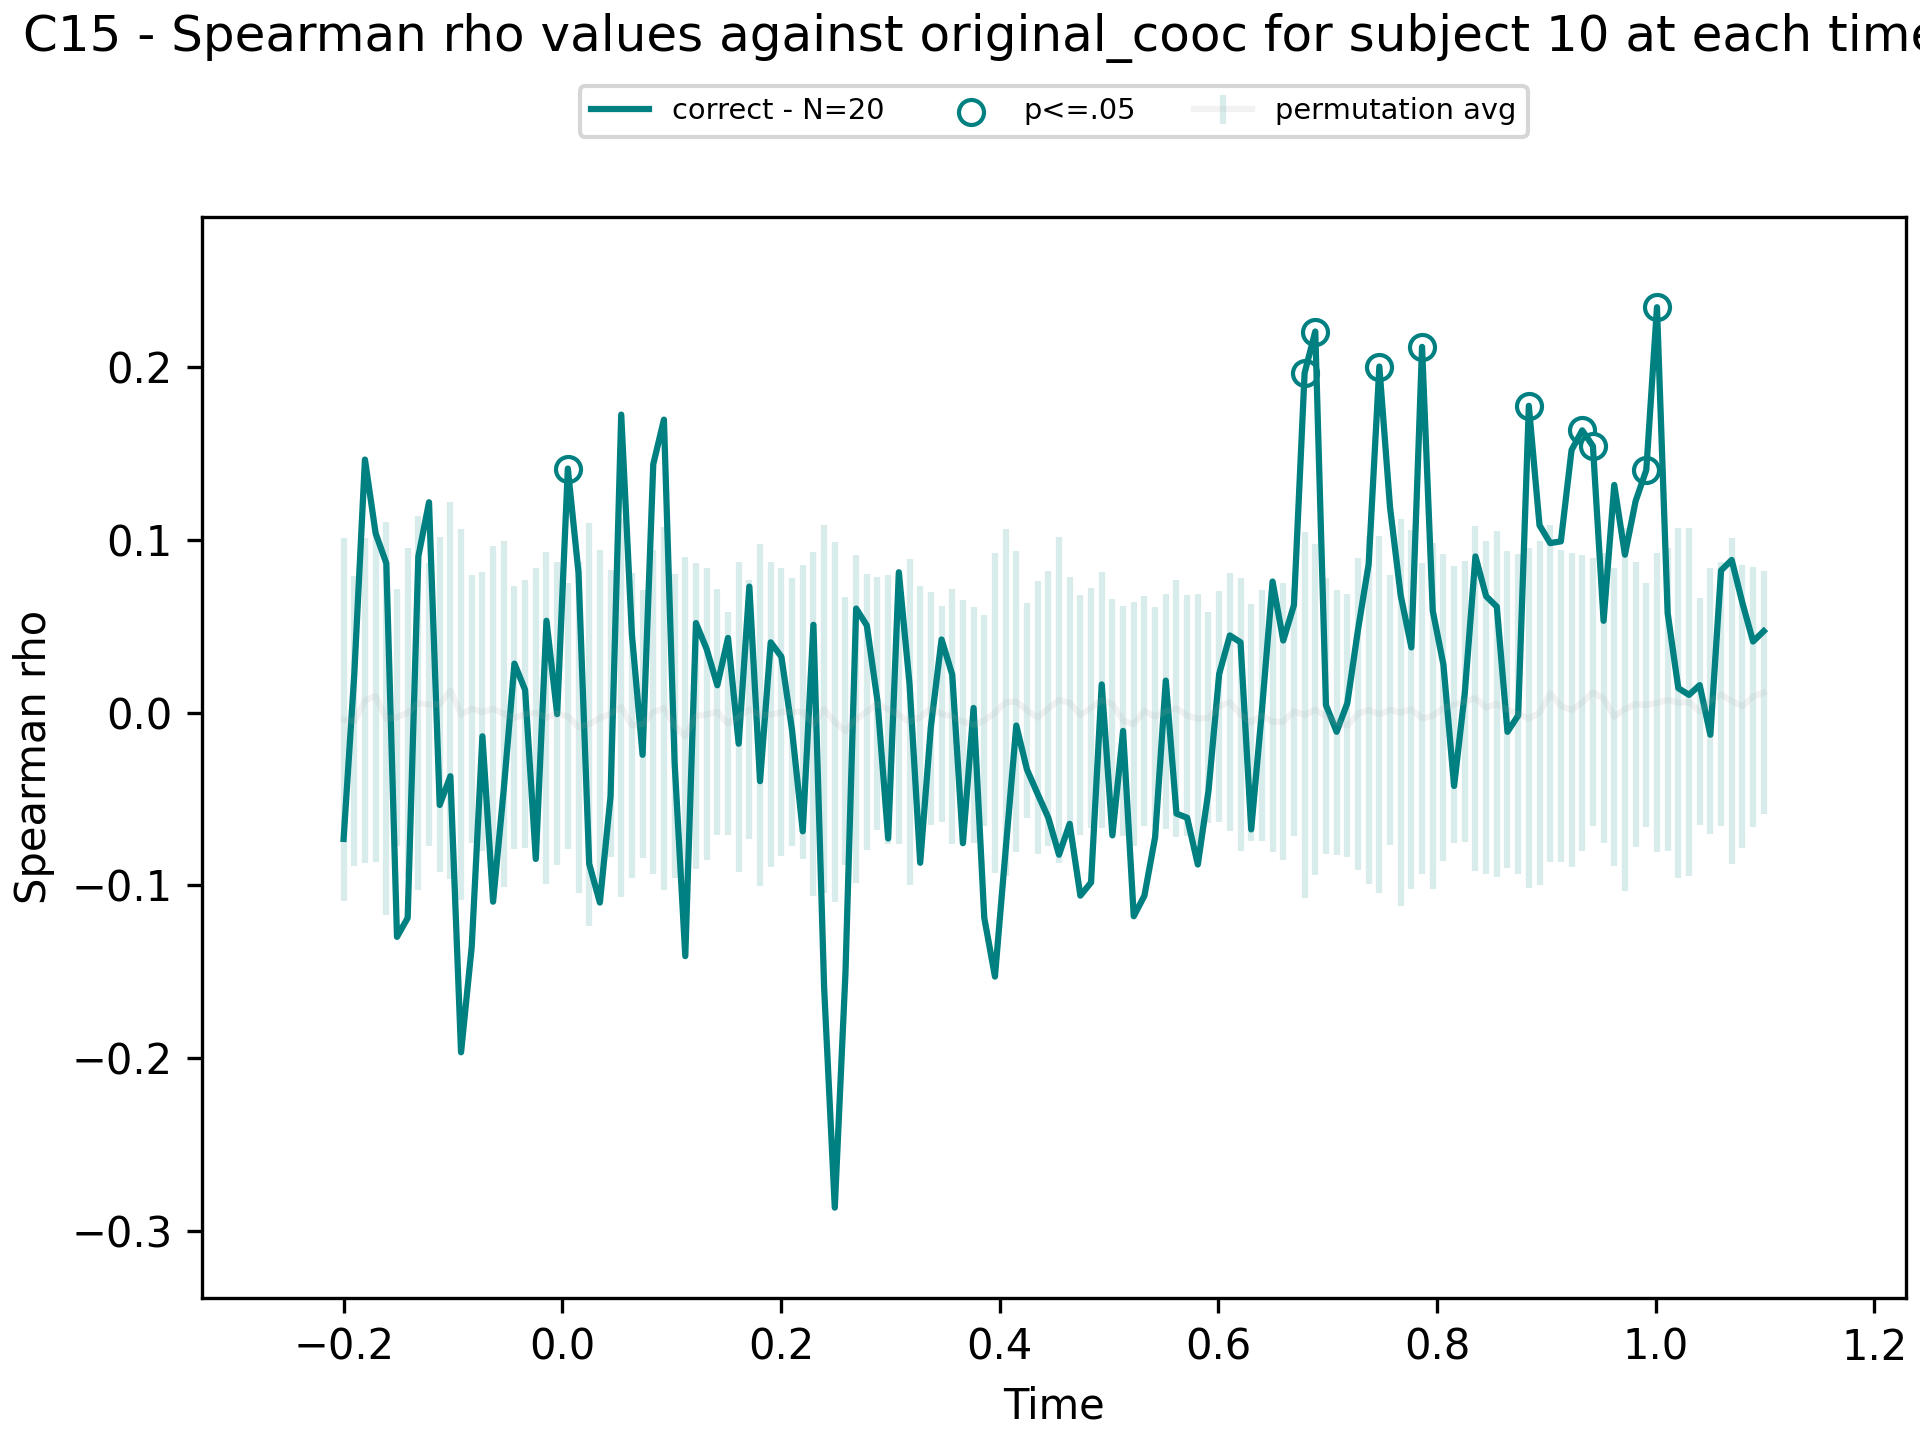 C15 - Spearman rho values against original_cooc for subject 10 at each time
correct - N=20
p<=.05
permutation avg
Spearman rho
0.2
0.1
0.0
−0.1
−0.2
−0.3
−0.2
0.0
0.2
0.4
0.6
0.8
1.0
1.2
Time